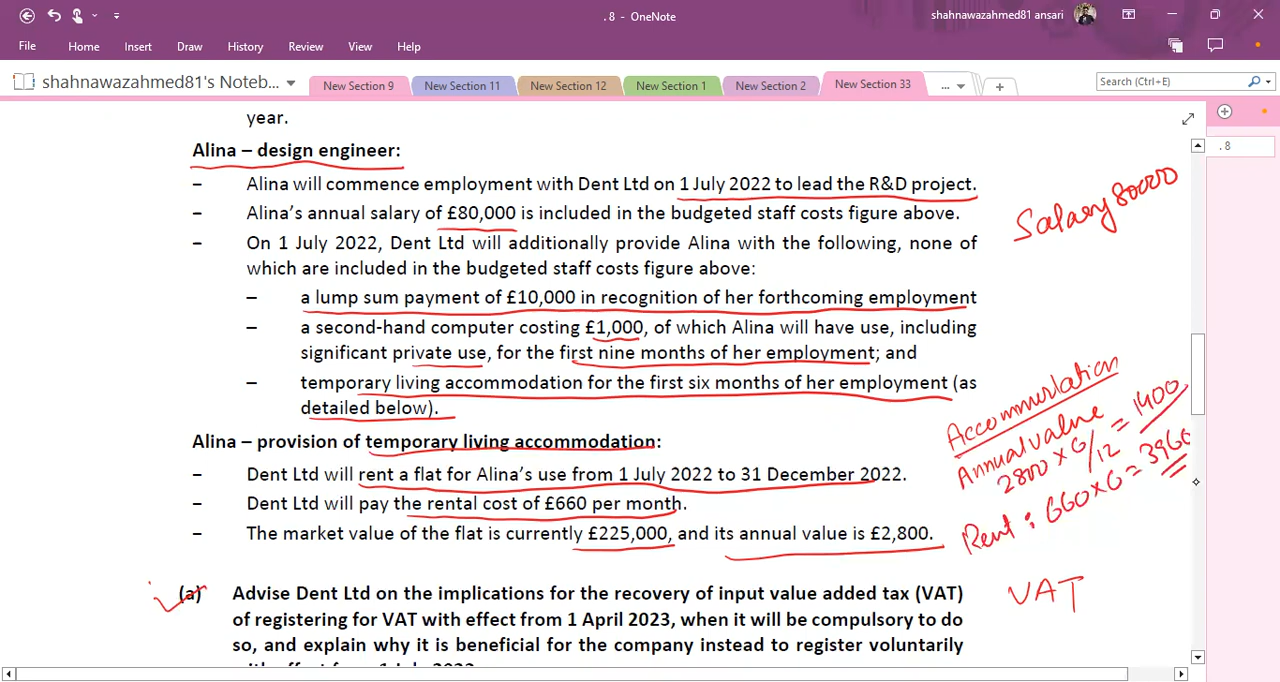 . 8 - OneNote
shahnawazahmed81 ansari
File Home Insert Draw History Review View Help
shahnawazahmed81's Noteb...
New Section 9
New Section 11
New Section 12
New Section 1
New Section 2
New Section 33
...
Search (Ctrl+E)
. 8
year.
Alina – design engineer:
– Alina will commence employment with Dent Ltd on 1 July 2022 to lead the R&D project.
– Alina's annual salary of £80,000 is included in the budgeted staff costs figure above.
– On 1 July 2022, Dent Ltd will additionally provide Alina with the following, none of
which are included in the budgeted staff costs figure above:
– a lump sum payment of £10,000 in recognition of her forthcoming employment
– a second-hand computer costing £1,000, of which Alina will have use, including
significant private use, for the first nine months of her employment; and
– temporary living accommodation for the first six months of her employment (as
detailed below).
Alina – provision of temporary living accommodation:
– Dent Ltd will rent a flat for Alina's use from 1 July 2022 to 31 December 2022.
– Dent Ltd will pay the rental cost of £660 per month.
– The market value of the flat is currently £225,000, and its annual value is £2,800.
(a) Advise Dent Ltd on the implications for the recovery of input value added tax (VAT)
of registering for VAT with effect from 1 April 2023, when it will be compulsory to do
so, and explain why it is beneficial for the company instead to register voluntarily
with effect from 1 July 2022
Salary 80000
Accommodation
Annual value
2800 x 6/12 = 1400
Rent : 660 x 6 = 3960
VAT